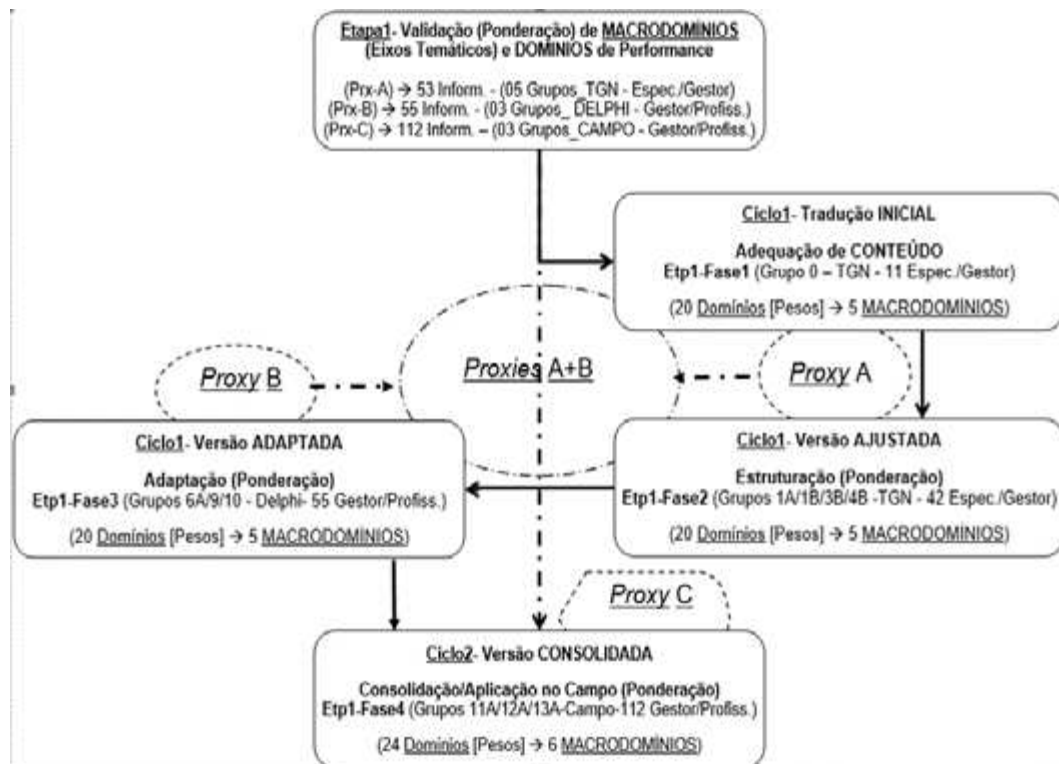 Etapa1- Validação (Ponderação) de MACRODOMÍNIOS
(Eixos Temáticos) e DOMINIOS de Performance
(Prx-A) → 53 Inform. - (05 Grupos_TGN - Espec./Gestor)
(Prx-B) → 55 Inform. - (03 Grupos_ DELPHI - Gestor/Profiss.)
(Prx-C) → 112 Inform. – (03 Grupos_CAMPO - Gestor/Profiss.)
Ciclo1- Tradução INICIAL
Adequação de CONTEÚDO
Etp1-Fase1 (Grupo 0 – TGN - 11 Espec./Gestor)
(20 Domínios [Pesos] → 5 MACRODOMÍNIOS)
Proxy B
Proxies A+B
Proxy A
Ciclo1- Versão ADAPTADA
Adaptação (Ponderação)
Etp1-Fase3 (Grupos 6A/9/10 - Delphi- 55 Gestor/Profiss.)
(20 Domínios [Pesos] → 5 MACRODOMÍNIOS)
Ciclo1- Versão AJUSTADA
Estruturação (Ponderação)
Etp1-Fase2 (Grupos 1A/1B/3B/4B -TGN - 42 Espec./Gestor)
(20 Domínios [Pesos] → 5 MACRODOMÍNIOS)
Proxy C
Ciclo2- Versão CONSOLIDADA
Consolidação/Aplicação no Campo (Ponderação)
Etp1-Fase4 (Grupos 11A/12A/13A-Campo-112 Gestor/Profiss.)
(24 Domínios [Pesos] → 6 MACRODOMÍNIOS)